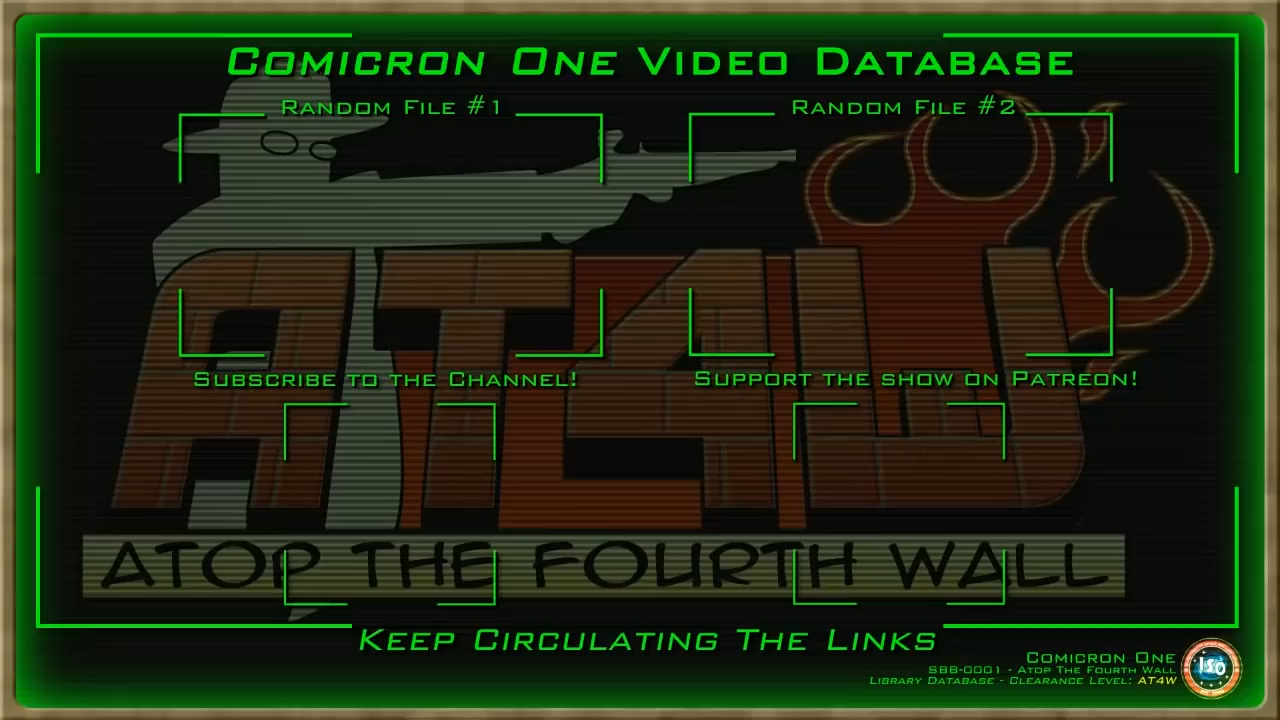 Comicron One Video Database
Random File #1
Random File #2
Subscribe to the Channel!
Support the show on Patreon!
AT4W
ATOP THE FOURTH WALL
Keep Circulating The Links
Comicron One
SBB-0001 - Atop The Fourth Wall
Library Database - Clearance Level: AT4W
ISO